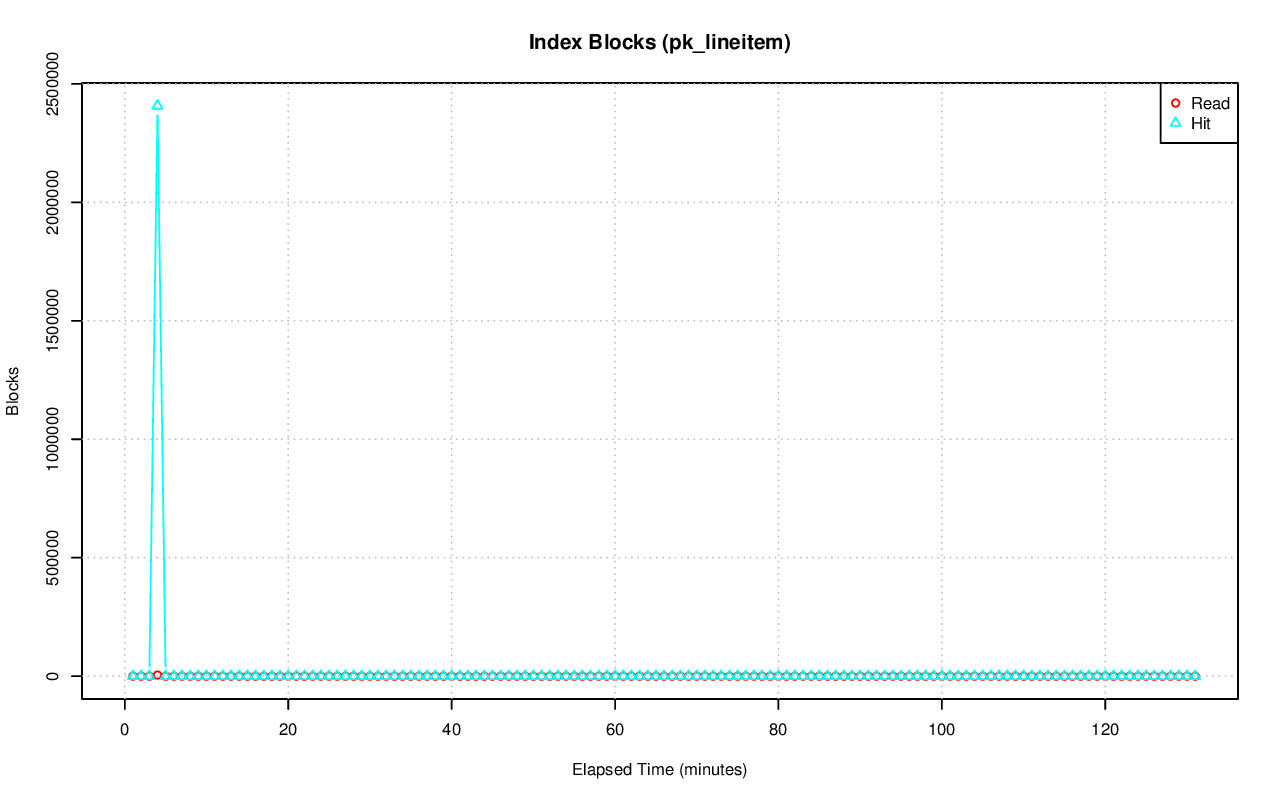 Index Blocks (pk_lineitem)
Read
Hit
Blocks
2500000
2000000
1500000
1000000
500000
0
0 20 40 60 80 100 120
Elapsed Time (minutes)